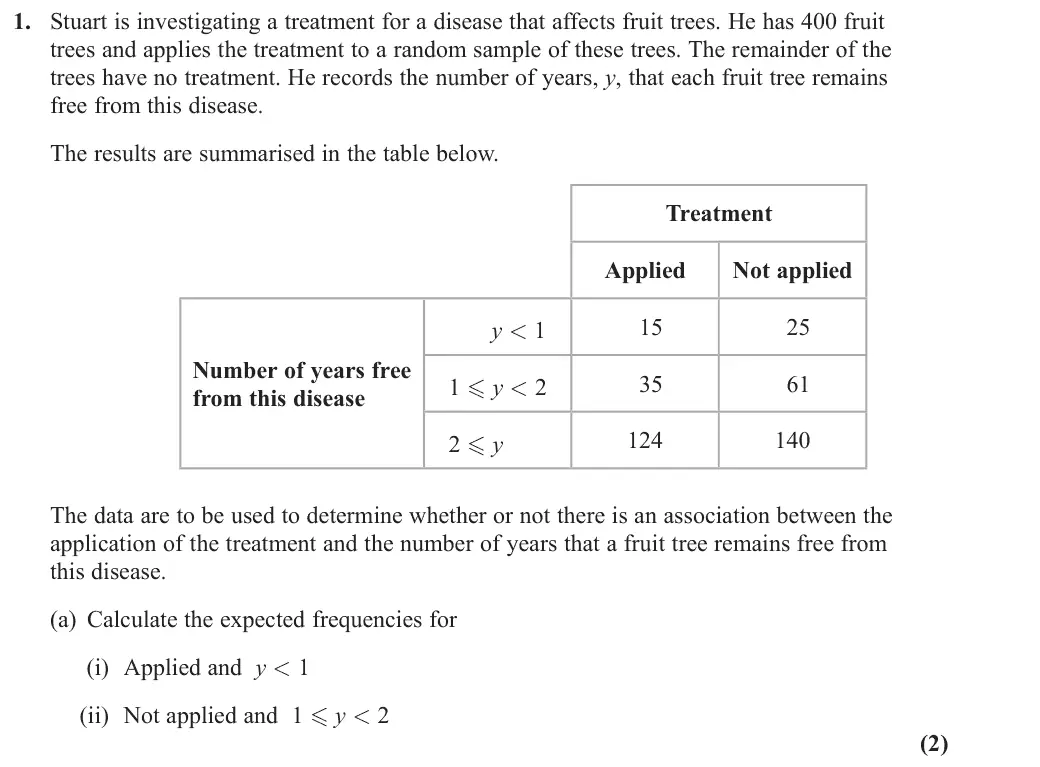 1. Stuart is investigating a treatment for a disease that affects fruit trees. He has 400 fruit
trees and applies the treatment to a random sample of these trees. The remainder of the
trees have no treatment. He records the number of years, y, that each fruit tree remains
free from this disease.
The results are summarised in the table below.
Treatment
Applied Not applied
Number of years free
from this disease
y < 1 15 25
1 ⩽ y < 2 35 61
2 ⩽ y 124 140
The data are to be used to determine whether or not there is an association between the
application of the treatment and the number of years that a fruit tree remains free from
this disease.
(a) Calculate the expected frequencies for
(i) Applied and y < 1
(ii) Not applied and 1 ⩽ y < 2
(2)